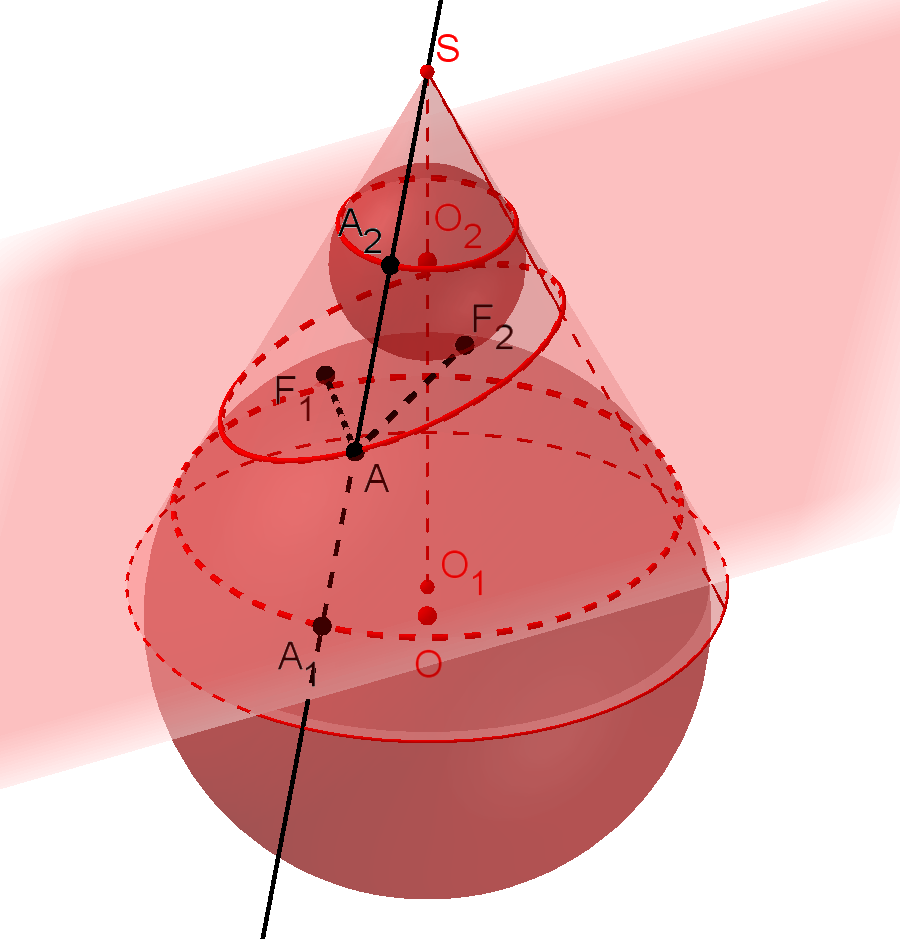 S
A₂
O₂
F₂
F₁
A
O₁
A₁
O